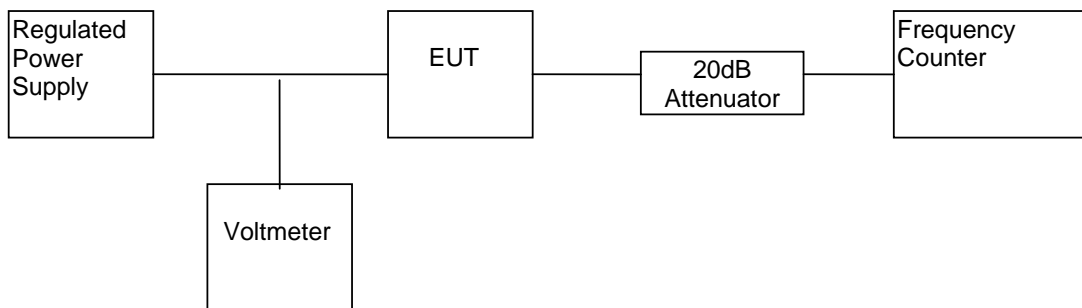 Regulated
Power
Supply
EUT
20dB
Attenuator
Frequency
Counter
Voltmeter